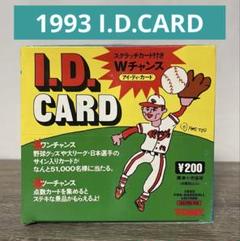 1993 I.D.CARD
スクラッチカード付き
Wチャンス
アイ・ディ・カード
I.D.
CARD
ワンチャンス
野球グッズや大リーグ・日本選手の
サイン入りカードが
なんと51,000名様に当たる。
ツーチャンス
点数カードを集めると
ステキな景品がもらえるよ!
¥200
TOMY